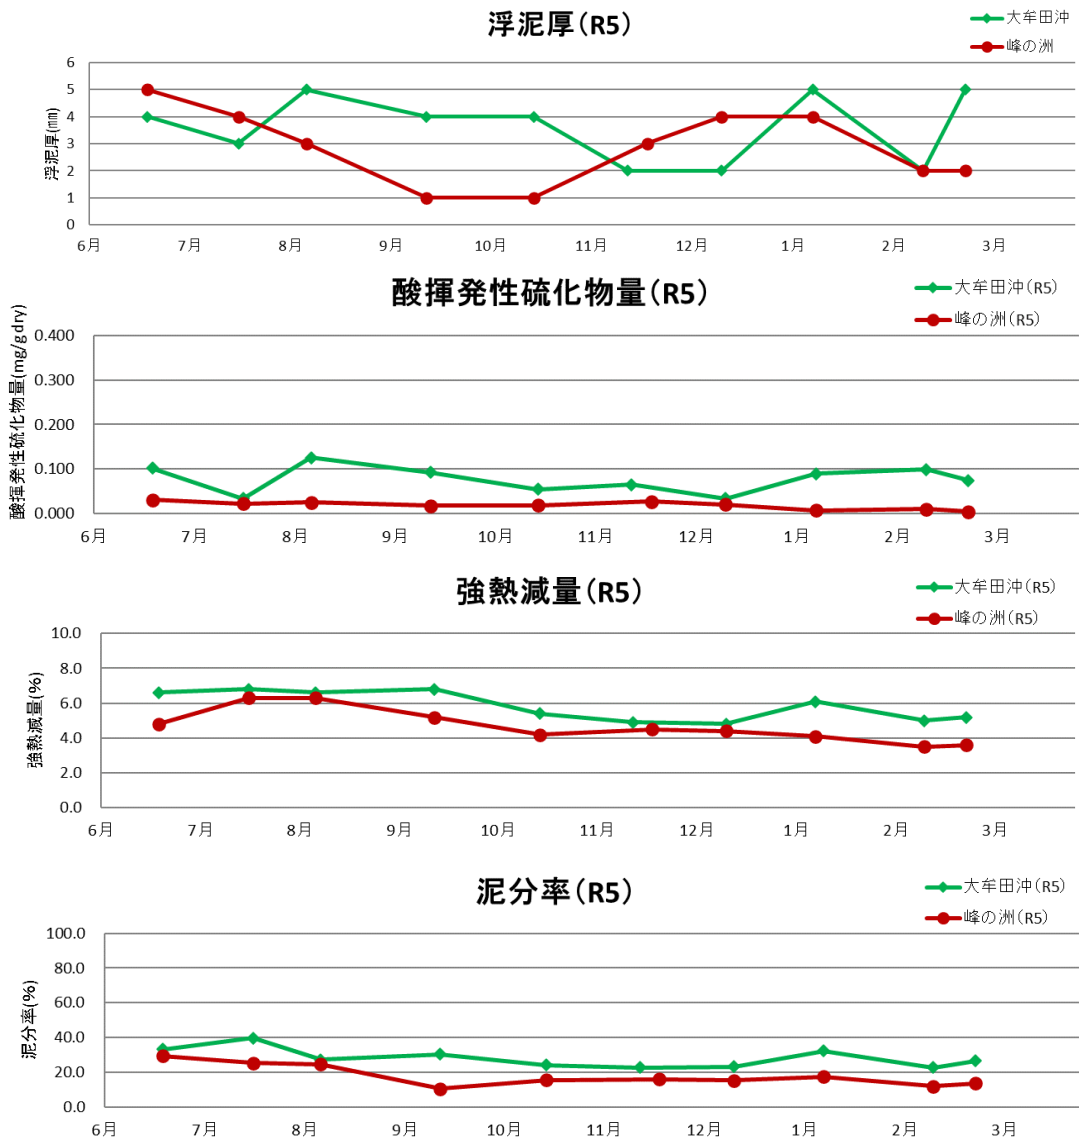 浮泥厚(R5)
大牟田沖
峰の洲
浮泥厚(㎜)
6
5
4
3
2
1
0
6月 7月 8月 9月 10月 11月 12月 1月 2月 3月
酸揮発性硫化物量(R5)
大牟田沖(R5)
峰の洲(R5)
酸揮発性硫化物量(mg/gdry)
0.400
0.300
0.200
0.100
0.000
6月 7月 8月 9月 10月 11月 12月 1月 2月 3月
強熱減量(R5)
大牟田沖(R5)
峰の洲(R5)
強熱減量(%)
10.0
8.0
6.0
4.0
2.0
0.0
6月 7月 8月 9月 10月 11月 12月 1月 2月 3月
泥分率(R5)
大牟田沖(R5)
峰の洲(R5)
泥分率(%)
100.0
80.0
60.0
40.0
20.0
0.0
6月 7月 8月 9月 10月 11月 12月 1月 2月 3月